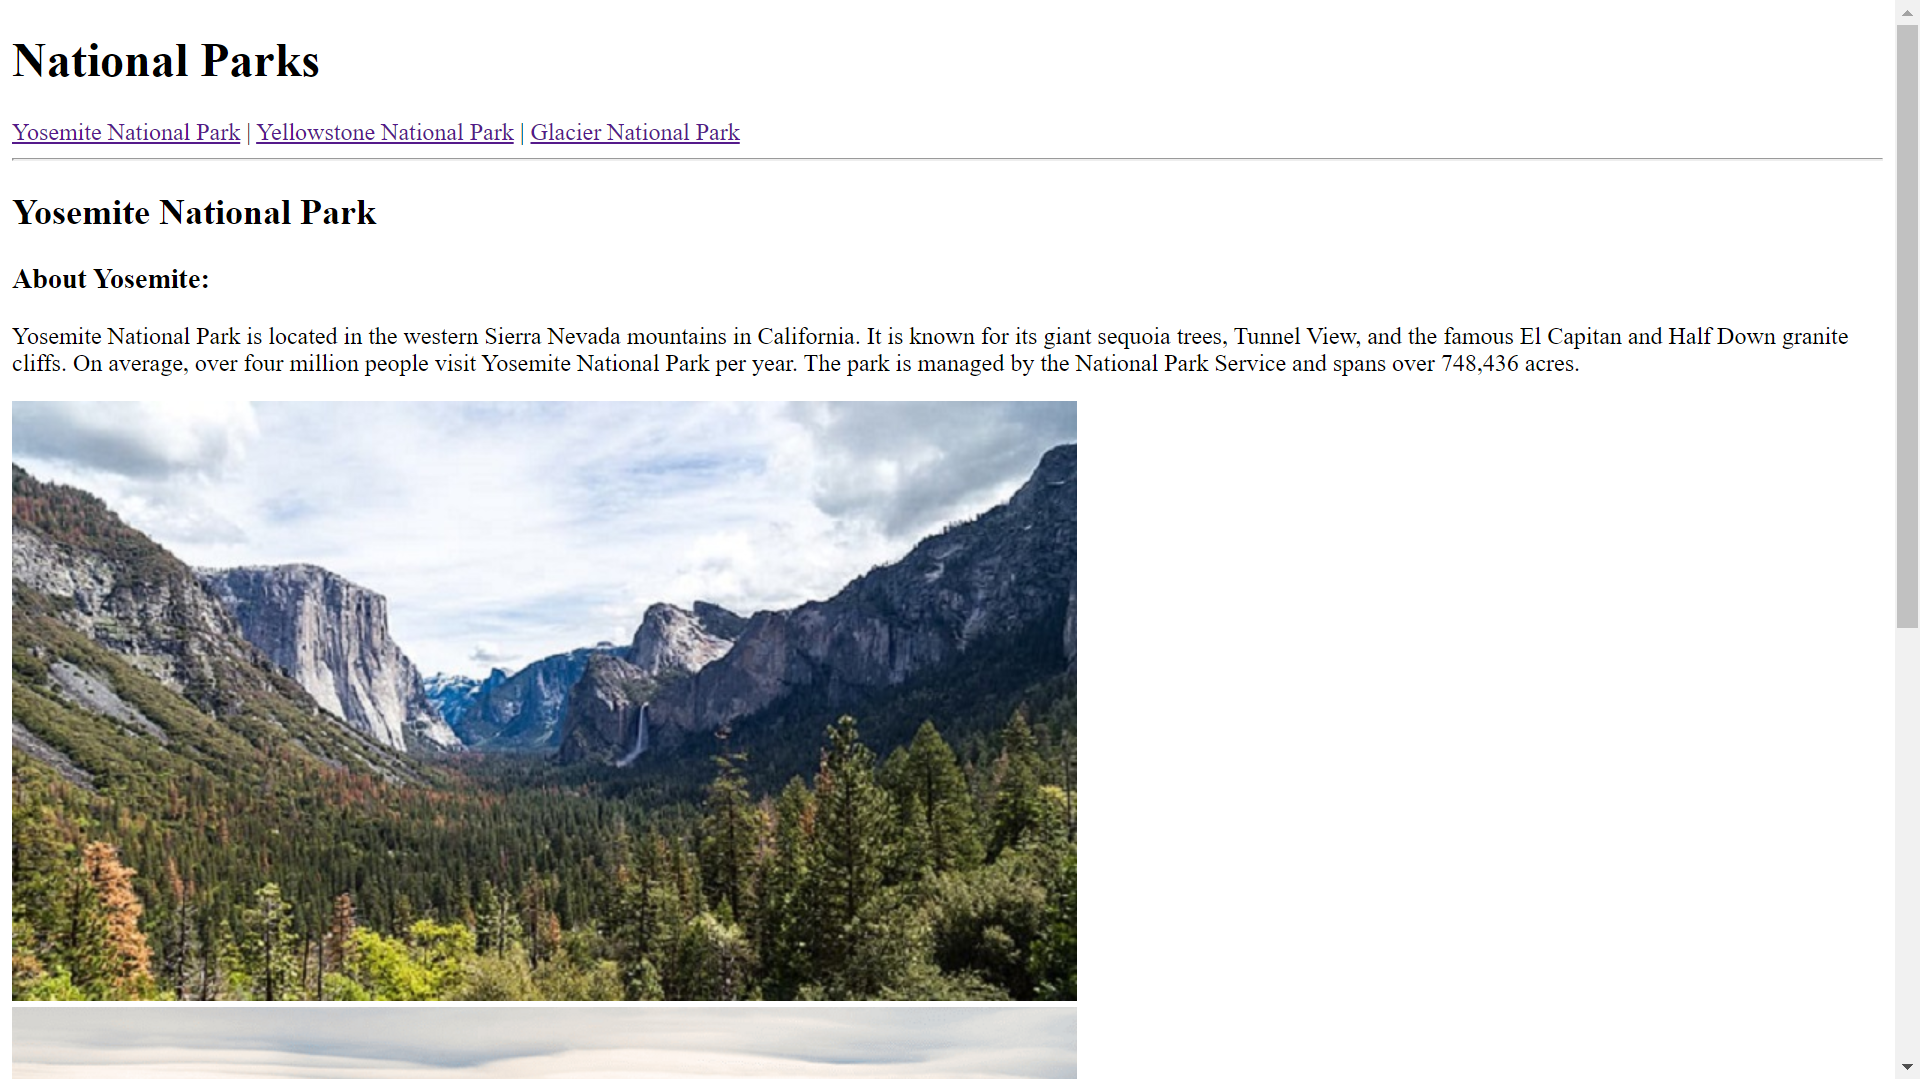 National Parks
Yosemite National Park | Yellowstone National Park | Glacier National Park
Yosemite National Park
About Yosemite:
Yosemite National Park is located in the western Sierra Nevada mountains in California. It is known for its giant sequoia trees, Tunnel View, and the famous El Capitan and Half Down granite
cliffs. On average, over four million people visit Yosemite National Park per year. The park is managed by the National Park Service and spans over 748,436 acres.